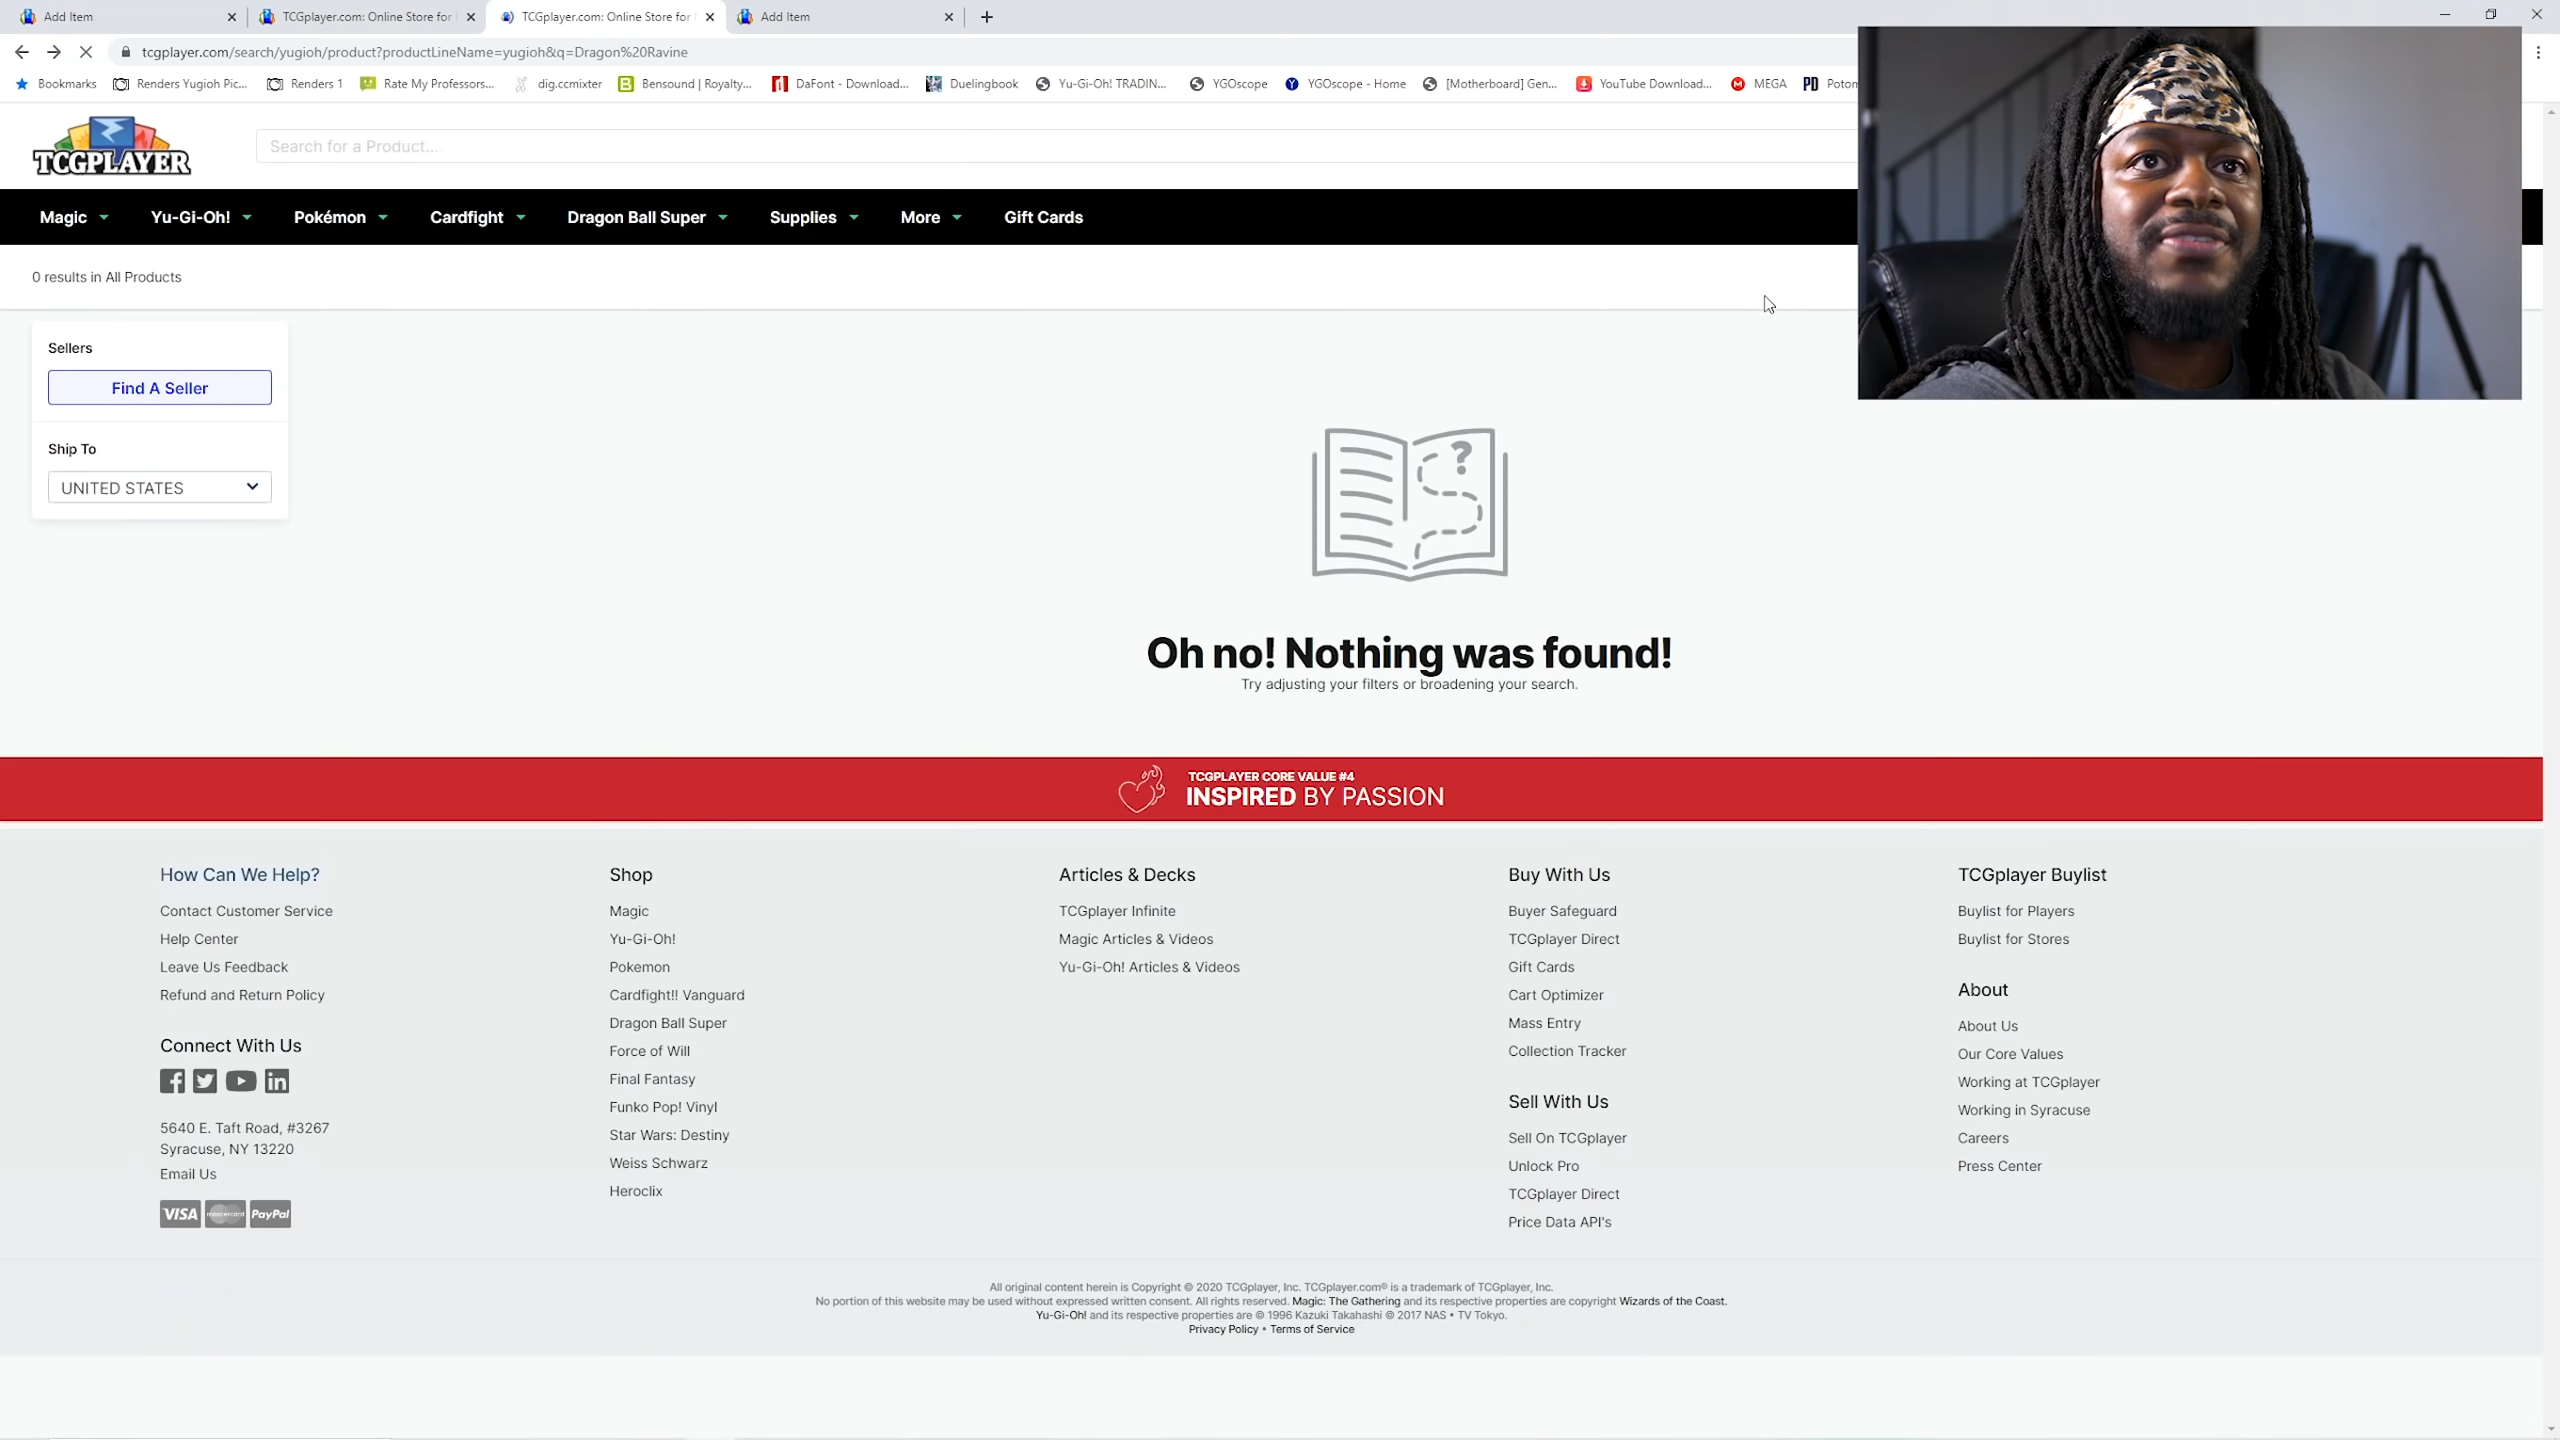 Add Item
TCGplayer.com: Online Store for
TCGplayer.com: Online Store for
Add Item
tcgplayer.com/search/yugioh/product?productLineName=yugioh&q=Dragon%20Ravine
Bookmarks
Renders Yugioh Pic...
Renders 1
Rate My Professors...
dig.ccmixter
Bensound | Royalty...
DaFont - Download...
Duelingbook
Yu-Gi-Oh! TRADIN...
YGOscope
YGOscope - Home
[Motherboard] Gen...
YouTube Download...
MEGA
PD Potom
TCGPLAYER
Search for a Product...
Magic
Yu-Gi-Oh!
Pokémon
Cardfight
Dragon Ball Super
Supplies
More
Gift Cards
0 results in All Products
Sellers
Find A Seller
Ship To
UNITED STATES
?
Oh no! Nothing was found!
Try adjusting your filters or broadening your search.
TCGPLAYER CORE VALUE #4
INSPIRED BY PASSION
How Can We Help?
Contact Customer Service
Help Center
Leave Us Feedback
Refund and Return Policy
Connect With Us
5640 E. Taft Road, #3267
Syracuse, NY 13220
Email Us
VISA
mastercard
PayPal
Shop
Magic
Yu-Gi-Oh!
Pokemon
Cardfight!! Vanguard
Dragon Ball Super
Force of Will
Final Fantasy
Funko Pop! Vinyl
Star Wars: Destiny
Weiss Schwarz
Heroclix
Articles & Decks
TCGplayer Infinite
Magic Articles & Videos
Yu-Gi-Oh! Articles & Videos
Buy With Us
Buyer Safeguard
TCGplayer Direct
Gift Cards
Cart Optimizer
Mass Entry
Collection Tracker
Sell With Us
Sell On TCGplayer
Unlock Pro
TCGplayer Direct
Price Data API's
TCGplayer Buylist
Buylist for Players
Buylist for Stores
About
About Us
Our Core Values
Working at TCGplayer
Working in Syracuse
Careers
Press Center
All original content herein is Copyright © 2020 TCGplayer, Inc. TCGplayer.com® is a trademark of TCGplayer, Inc.
No portion of this website may be used without expressed written consent. All rights reserved. Magic: The Gathering and its respective properties are copyright Wizards of the Coast.
Yu-Gi-Oh! and its respective properties are © 1996 Kazuki Takahashi © 2017 NAS • TV Tokyo.
Privacy Policy • Terms of Service